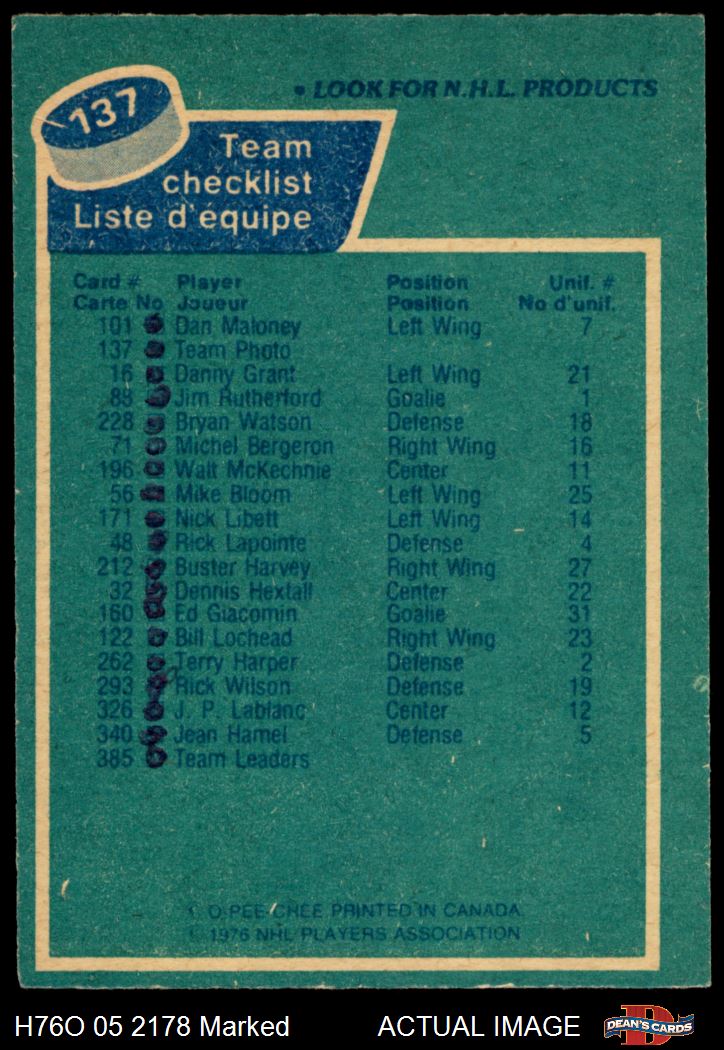 137
• LOOK FOR N.H.L. PRODUCTS
Team
checklist
Liste d'équipe
Card # Player Position Unif. #
Carte No Joueur Position No d'unif.
101 Dan Maloney Left Wing 7
137 Team Photo
16 Danny Grant Left Wing 21
88 Jim Rutherford Goalie 1
228 Bryan Watson Defense 18
71 Michel Bergeron Right Wing 16
196 Walt McKechnie Center 11
56 Mike Bloom Left Wing 25
171 Nick Libett Left Wing 14
48 Rick Lapointe Defense 4
212 Buster Harvey Right Wing 27
32 Dennis Hextall Center 22
160 Ed Giacomin Goalie 31
122 Bill Lochead Right Wing 23
262 Terry Harper Defense 2
293 Rick Wilson Defense 19
326 J. P. Lablanc Center 12
340 Jean Hamel Defense 5
385 Team Leaders
© O-PEE-CHEE PRINTED IN CANADA
© 1976 NHL PLAYERS ASSOCIATION
H76O 05 2178 Marked ACTUAL IMAGE
D
DEAN'S CARDS